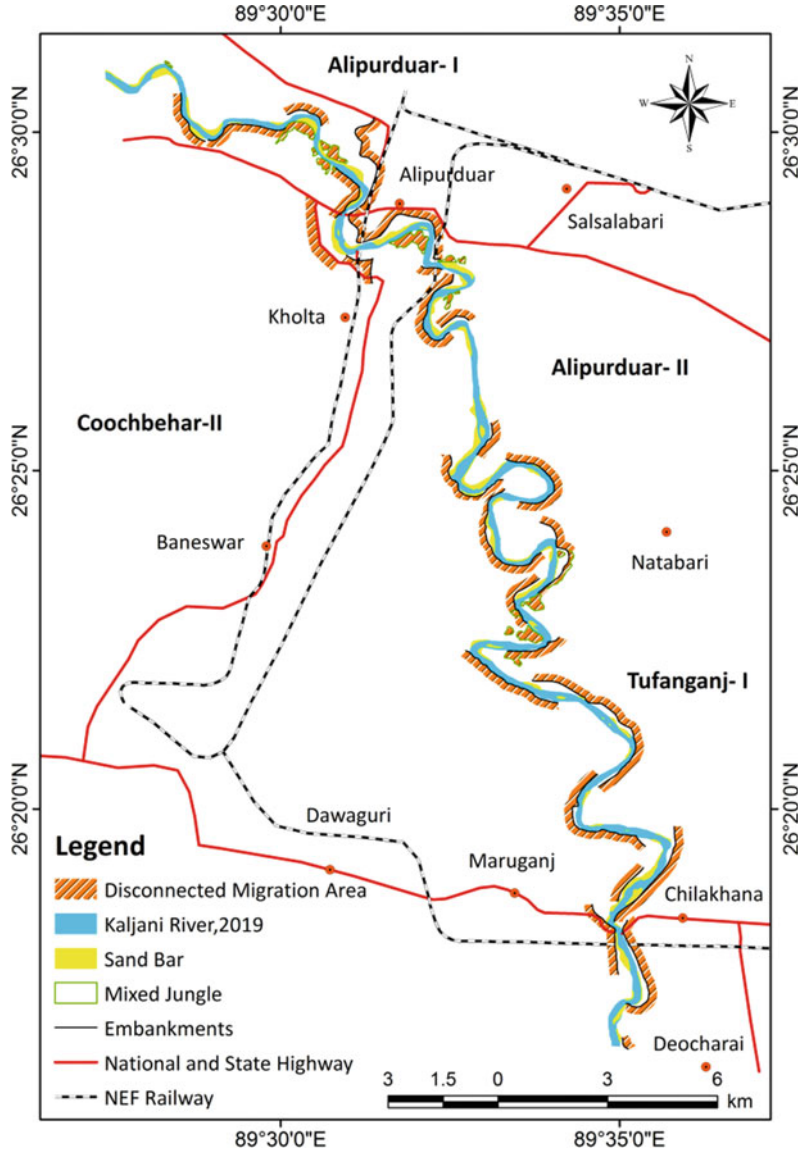 89°30'0"E 89°35'0"E
Alipurduar- I
N
W E
S
26°30'0"N 26°30'0"N
Alipurduar
Salsalabari
Kholta
Alipurduar- II
Coochbehar-II
26°25'0"N 26°25'0"N
Baneswar
Natabari
Tufanganj- I
26°20'0"N 26°20'0"N
Dawaguri
Legend
Maruganj
Disconnected Migration Area
Chilakhana
Kaljani River,2019
Sand Bar
Mixed Jungle
Embankments
Deocharai
National and State Highway
3 1.5 0 3 6
NEF Railway
km
89°30'0"E 89°35'0"E